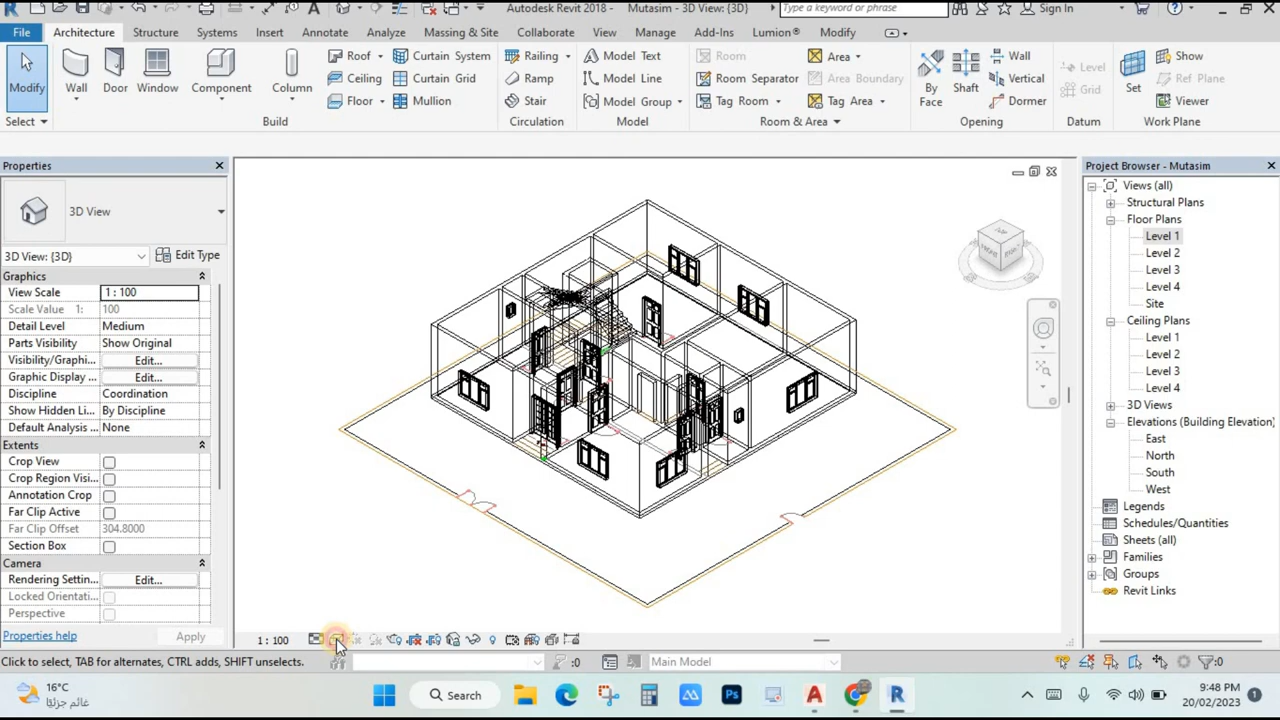 Autodesk Revit 2018 - Mutasim - 3D View: {3D}
Type a keyword or phrase
Sign In
File
Architecture
Structure
Systems
Insert
Annotate
Analyze
Massing & Site
Collaborate
View
Manage
Add-Ins
Lumion®
Modify
Modify
Wall
Door
Window
Component
Column
Roof
Ceiling
Floor
Curtain System
Curtain Grid
Mullion
Railing
Ramp
Stair
Model Text
Model Line
Model Group
Room
Room Separator
Tag Room
Area
Area Boundary
Tag Area
By Face
Shaft
Wall
Vertical
Dormer
Level
Grid
Set
Show
Ref Plane
Viewer
Select
Build
Circulation
Model
Room & Area
Opening
Datum
Work Plane
Properties
3D View
3D View: {3D}
Edit Type
Graphics
View Scale 1 : 100
Scale Value 1: 100
Detail Level Medium
Parts Visibility Show Original
Visibility/Graphi... Edit...
Graphic Display ... Edit...
Discipline Coordination
Show Hidden Li... By Discipline
Default Analysis ... None
Extents
Crop View
Crop Region Visi...
Annotation Crop
Far Clip Active
Far Clip Offset 304.8000
Section Box
Camera
Rendering Settin... Edit...
Locked Orientati...
Perspective
Properties help
Apply
1 : 100
Project Browser - Mutasim
Views (all)
Structural Plans
Floor Plans
Level 1
Level 2
Level 3
Level 4
Site
Ceiling Plans
Level 1
Level 2
Level 3
Level 4
3D Views
Elevations (Building Elevation)
East
North
South
West
Legends
Schedules/Quantities
Sheets (all)
Families
Groups
Revit Links
Click to select, TAB for alternates, CTRL adds, SHIFT unselects.
:0
Main Model
:0
16°C
غائم جزئيًا
Search
Ps
A
R
9:48 PM
20/02/2023